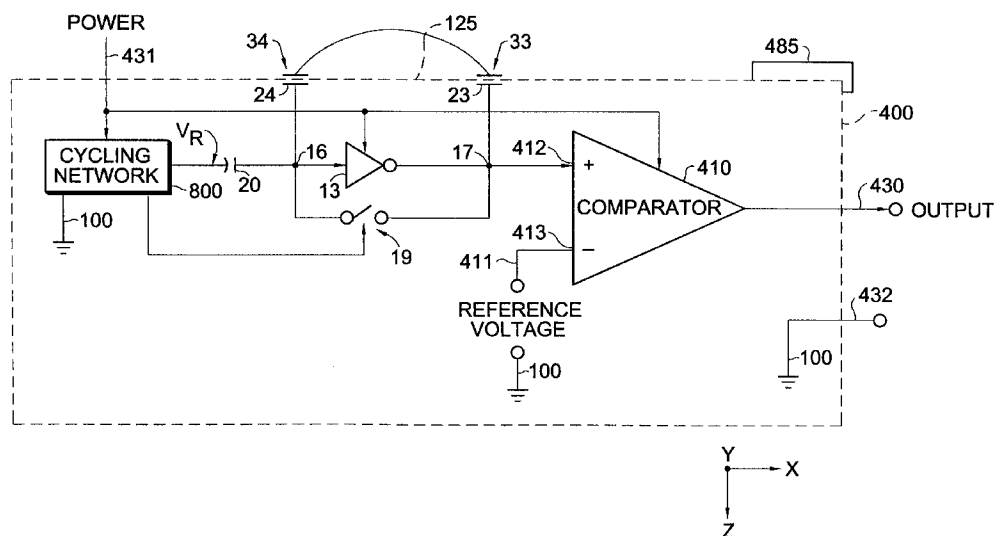 POWER
431
34
125
33
485
24
23
400
V_R
16
17
412
410
CYCLING
NETWORK
20
13
+
430
800
COMPARATOR
OUTPUT
100
413
−
19
411
REFERENCE
VOLTAGE
432
100
100
Y
X
Z